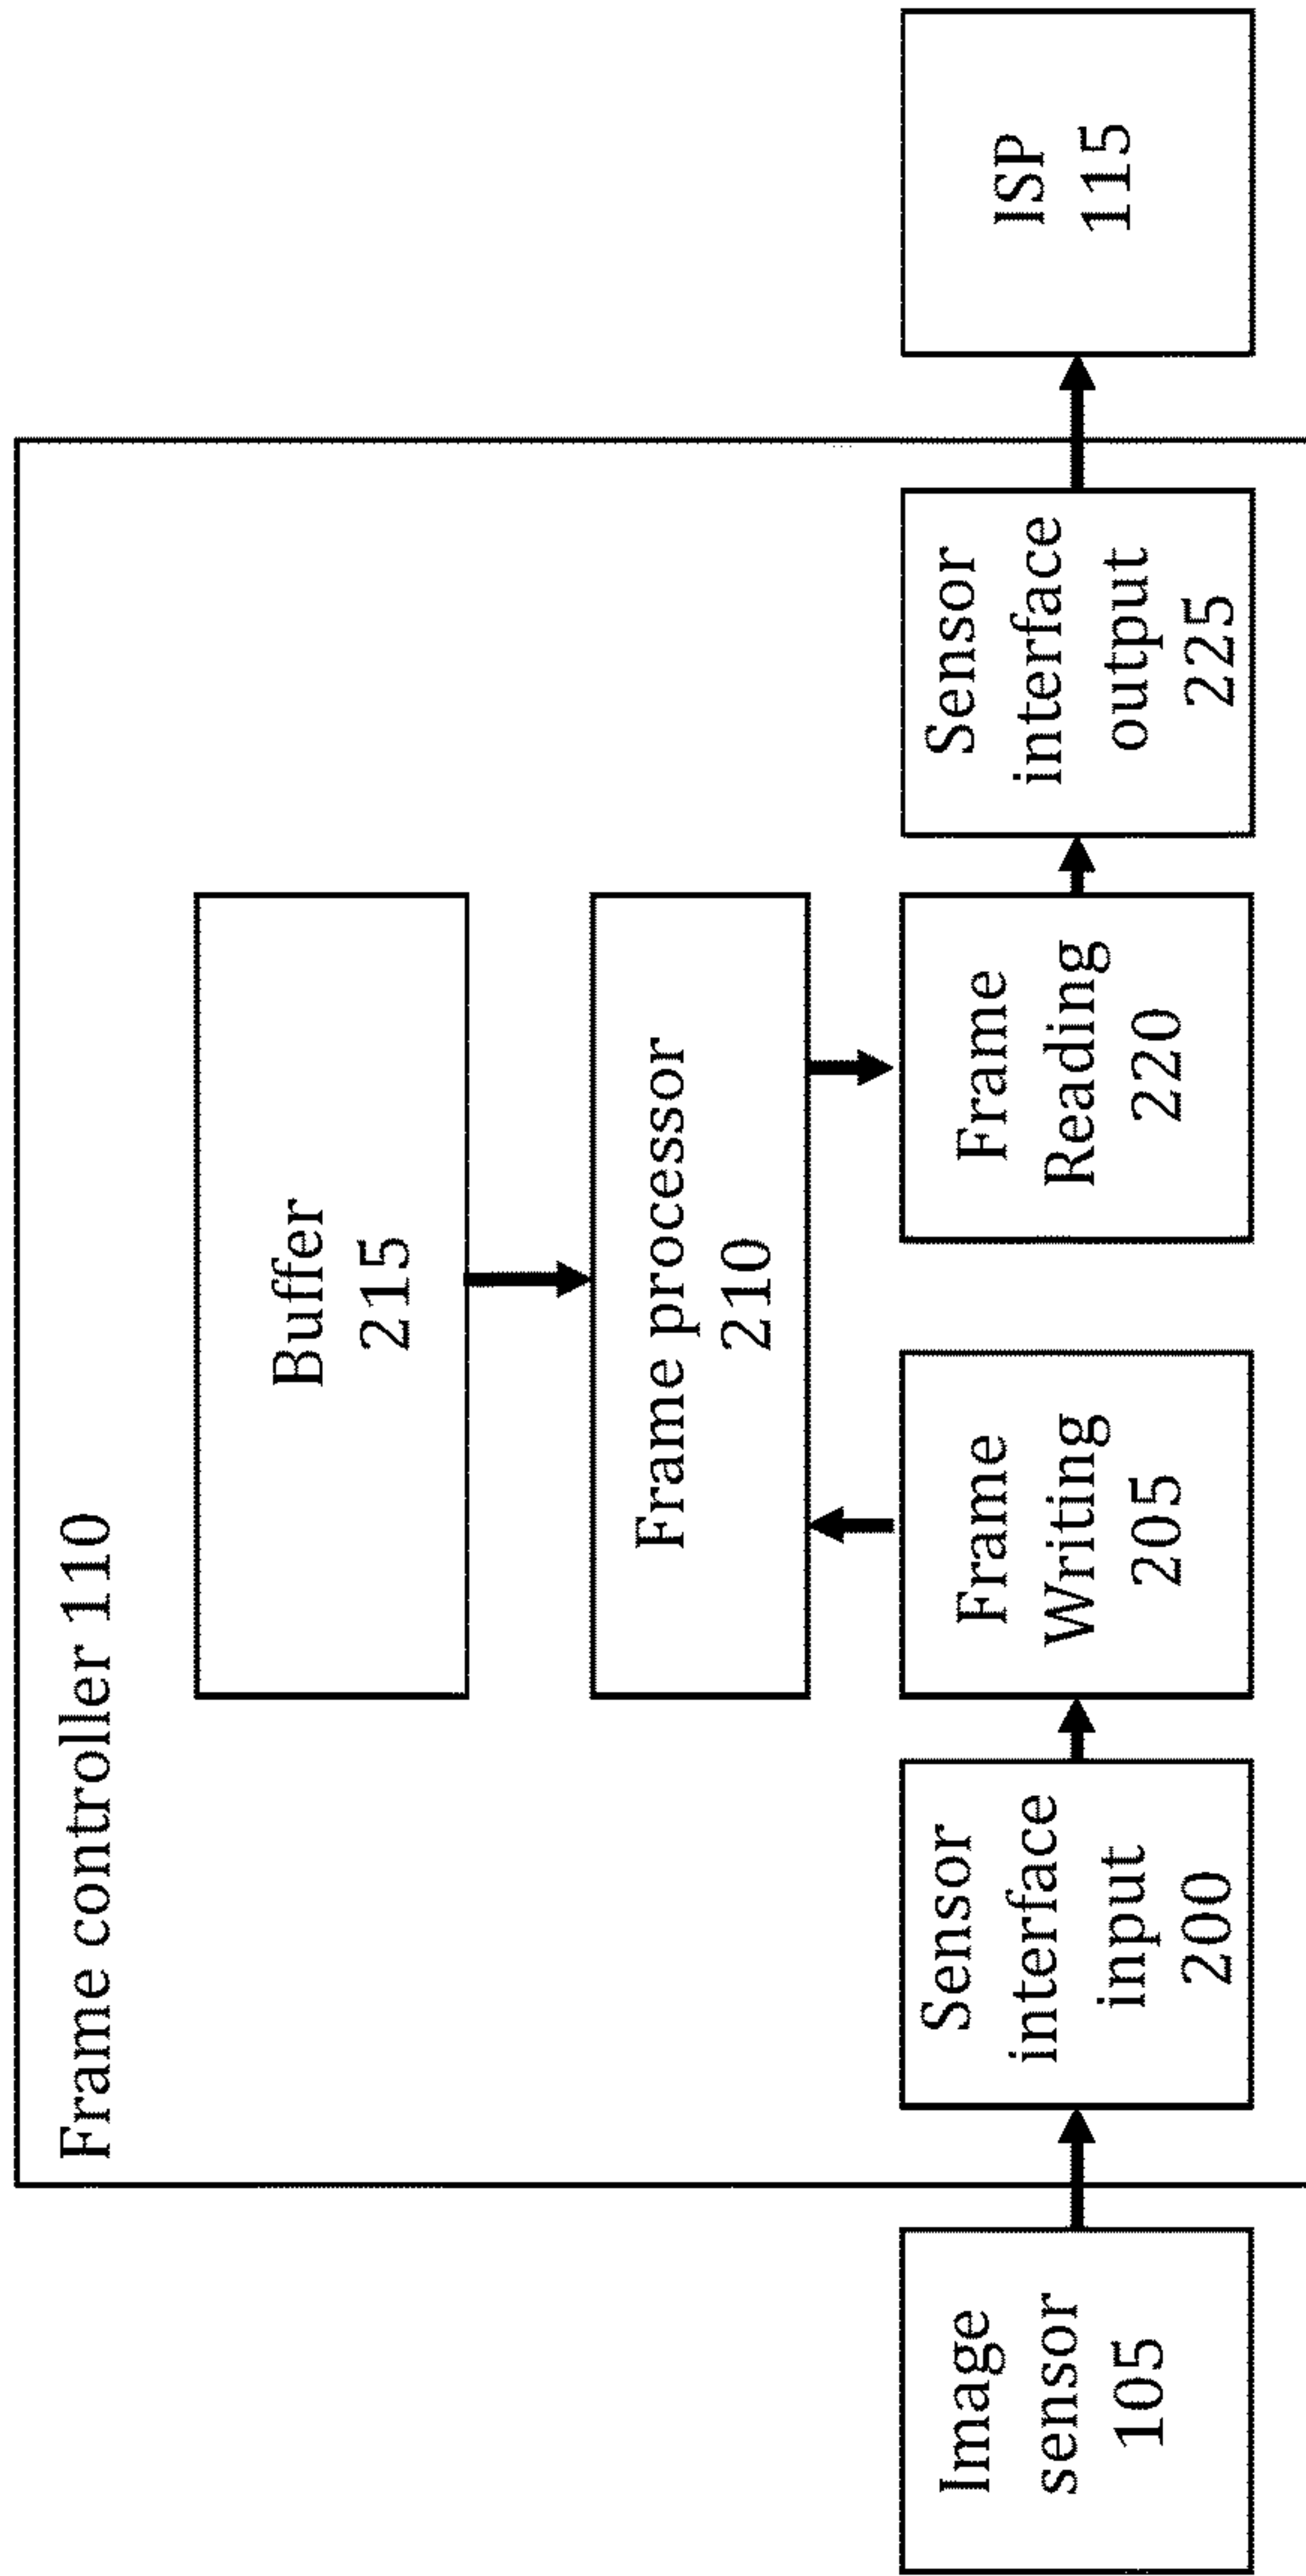 Frame controller 110
Buffer
215
Frame processor
210
Image
sensor
105
Sensor
interface
input
200
Frame
Writing
205
Frame
Reading
220
Sensor
interface
output
225
ISP
115